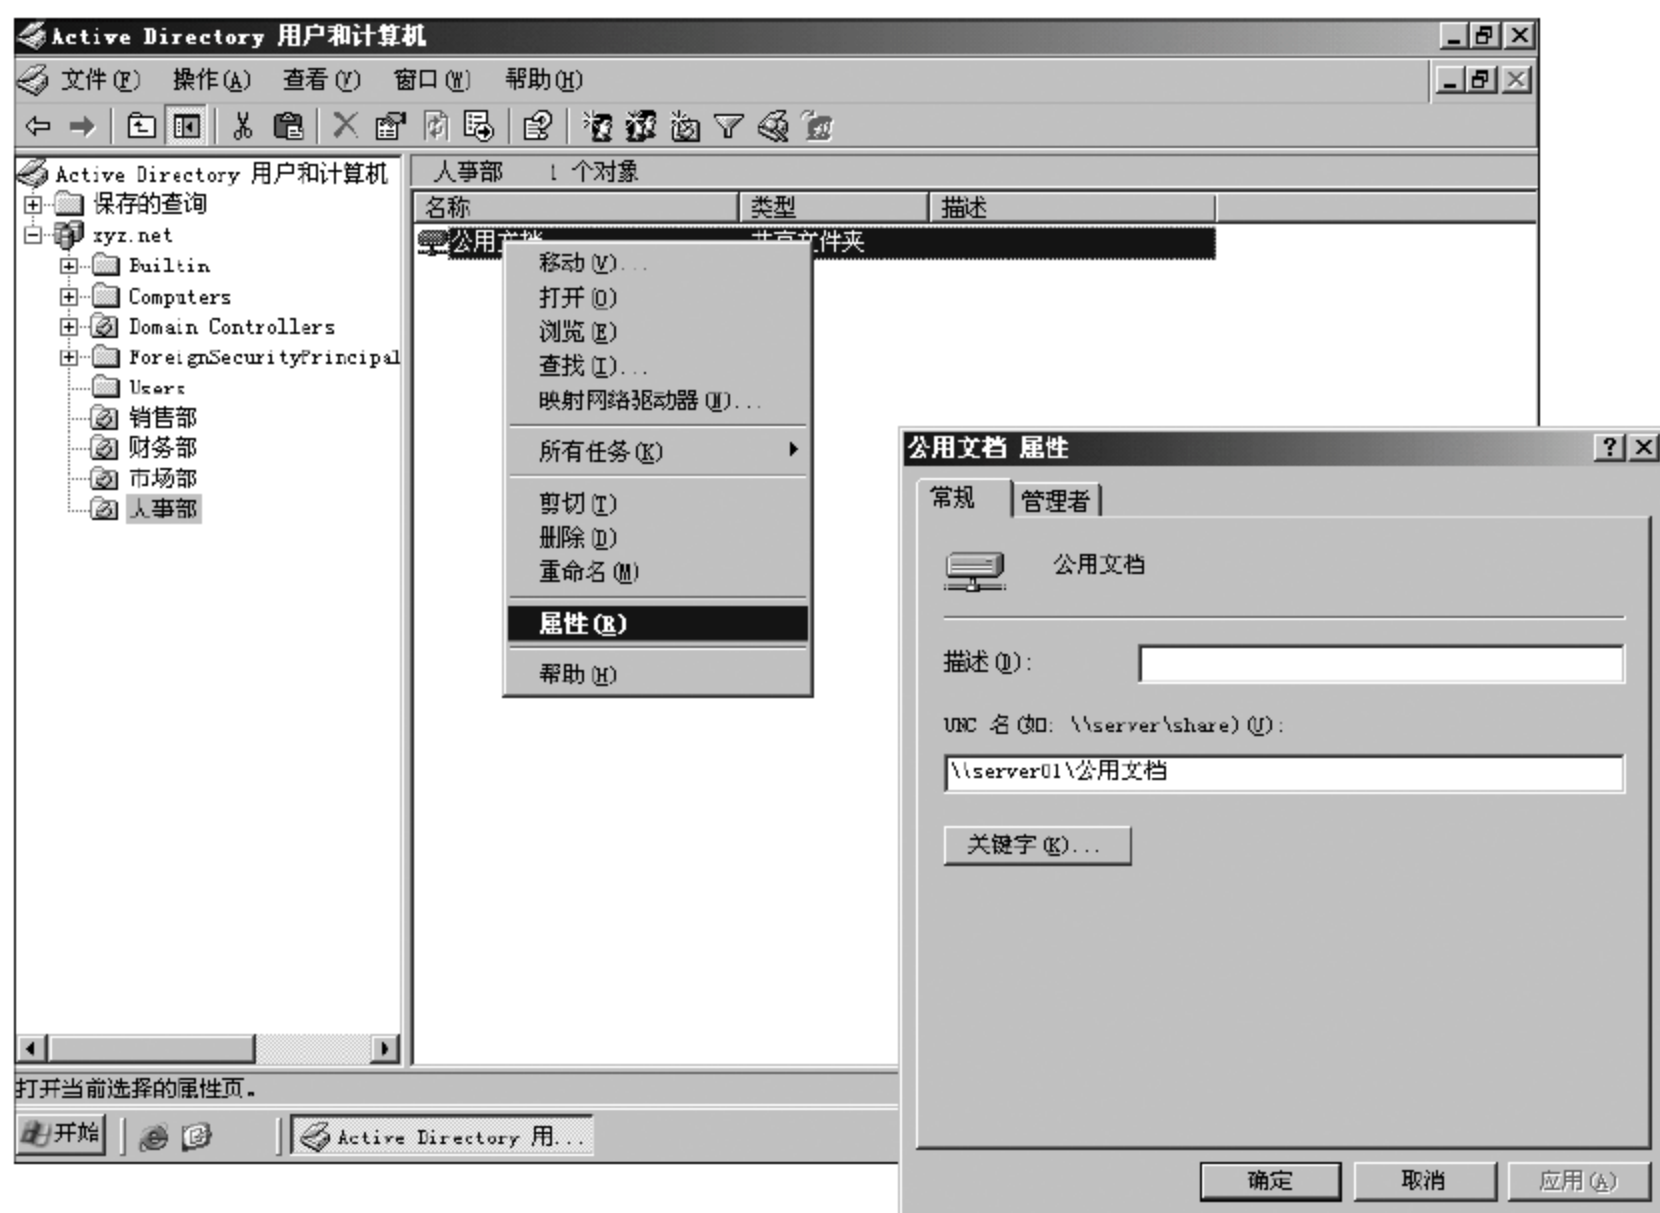 Active Directory 用户和计算机
文件(F) 操作(A) 查看(V) 窗口(W) 帮助(H)
Active Directory 用户和计算机
保存的查询
xyz.net
Builtin
Computers
Domain Controllers
ForeignSecurityPrincipal
Users
销售部
财务部
市场部
人事部
人事部 1 个对象
名称 类型 描述
公用文档 共享文件夹
移动(V)...
打开(O)
浏览(E)
查找(I)...
映射网络驱动器(N)...
所有任务(K)
剪切(T)
删除(D)
重命名(M)
属性(R)
帮助(H)
公用文档 属性
常规 管理者
公用文档
描述(D):
UNC 名(如: \\server\share)(U):
\\server01\公用文档
关键字(K)...
确定 取消 应用(A)
打开当前选择的属性页。
开始 Active Directory 用...